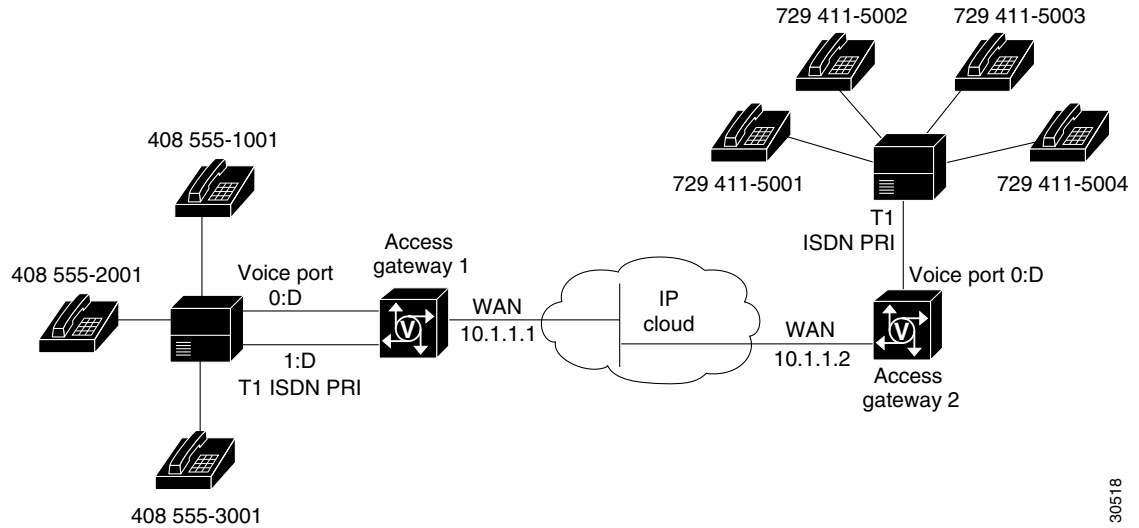 729 411-5002
729 411-5003
408 555-1001
729 411-5001
729 411-5004
T1
ISDN PRI
408 555-2001
Voice port
0:D
Access
gateway 1
V
WAN
10.1.1.1
IP
cloud
Voice port 0:D
WAN
10.1.1.2
V
1:D
T1 ISDN PRI
Access
gateway 2
408 555-3001
30518